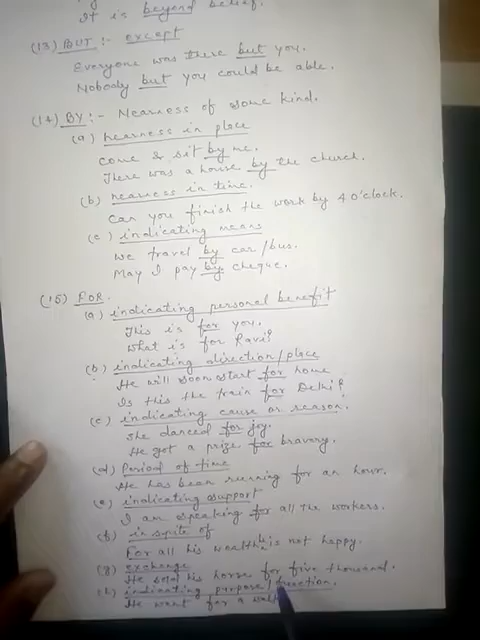 It is beyond belief.
(13) BUT :- except
Everyone was there but you.
Nobody but you could be able.
(14) BY :- Nearness of some kind.
(a) nearness in place
Come & sit by me.
There was a house by the church.
(b) nearness in time.
Can you finish the work by 4 O'clock.
(c) indicating means
We travel by car/bus.
May I pay by cheque.
(15) FOR.
(a) indicating personal benefit
This is for you.
What is for Ravi?
(b) indicating direction/place
He will soon start for home
Is this the train for Delhi?
(c) indicating cause or reason.
She danced for joy.
He got a prize for bravery.
(d) Period of time
He has been running for an hour.
(e) indicating support
I am speaking for all the workers.
(f) in spite of
For all his wealth he is not happy.
(g) exchange
He sold his horse for five thousand.
(h) indicating purpose/function.
He went for a walk